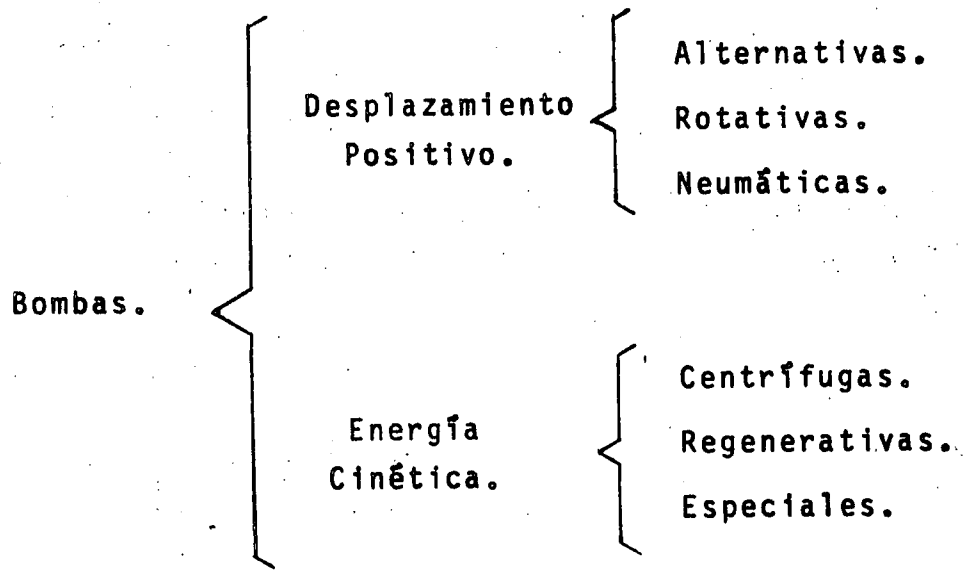 Bombas.
Desplazamiento
Positivo.
Alternativas.
Rotativas.
Neumáticas.
Energía
Cinética.
Centrífugas.
Regenerativas.
Especiales.